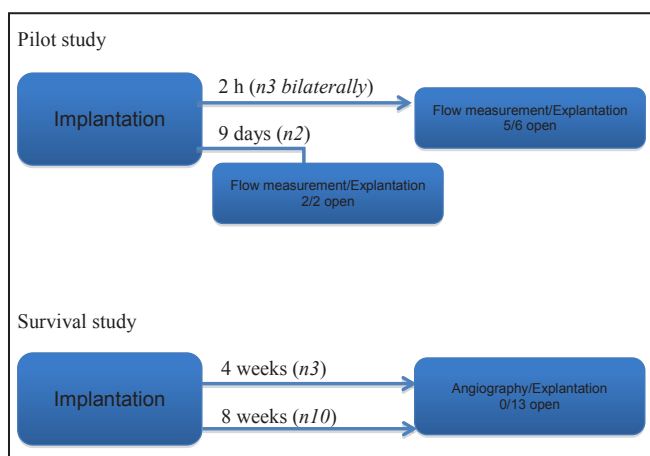 Pilot study
Implantation
2 h (n3 bilaterally)
Flow measurement/Explantation
5/6 open
9 days (n2)
Flow measurement/Explantation
2/2 open
Survival study
Implantation
4 weeks (n3)
8 weeks (n10)
Angiography/Explantation
0/13 open